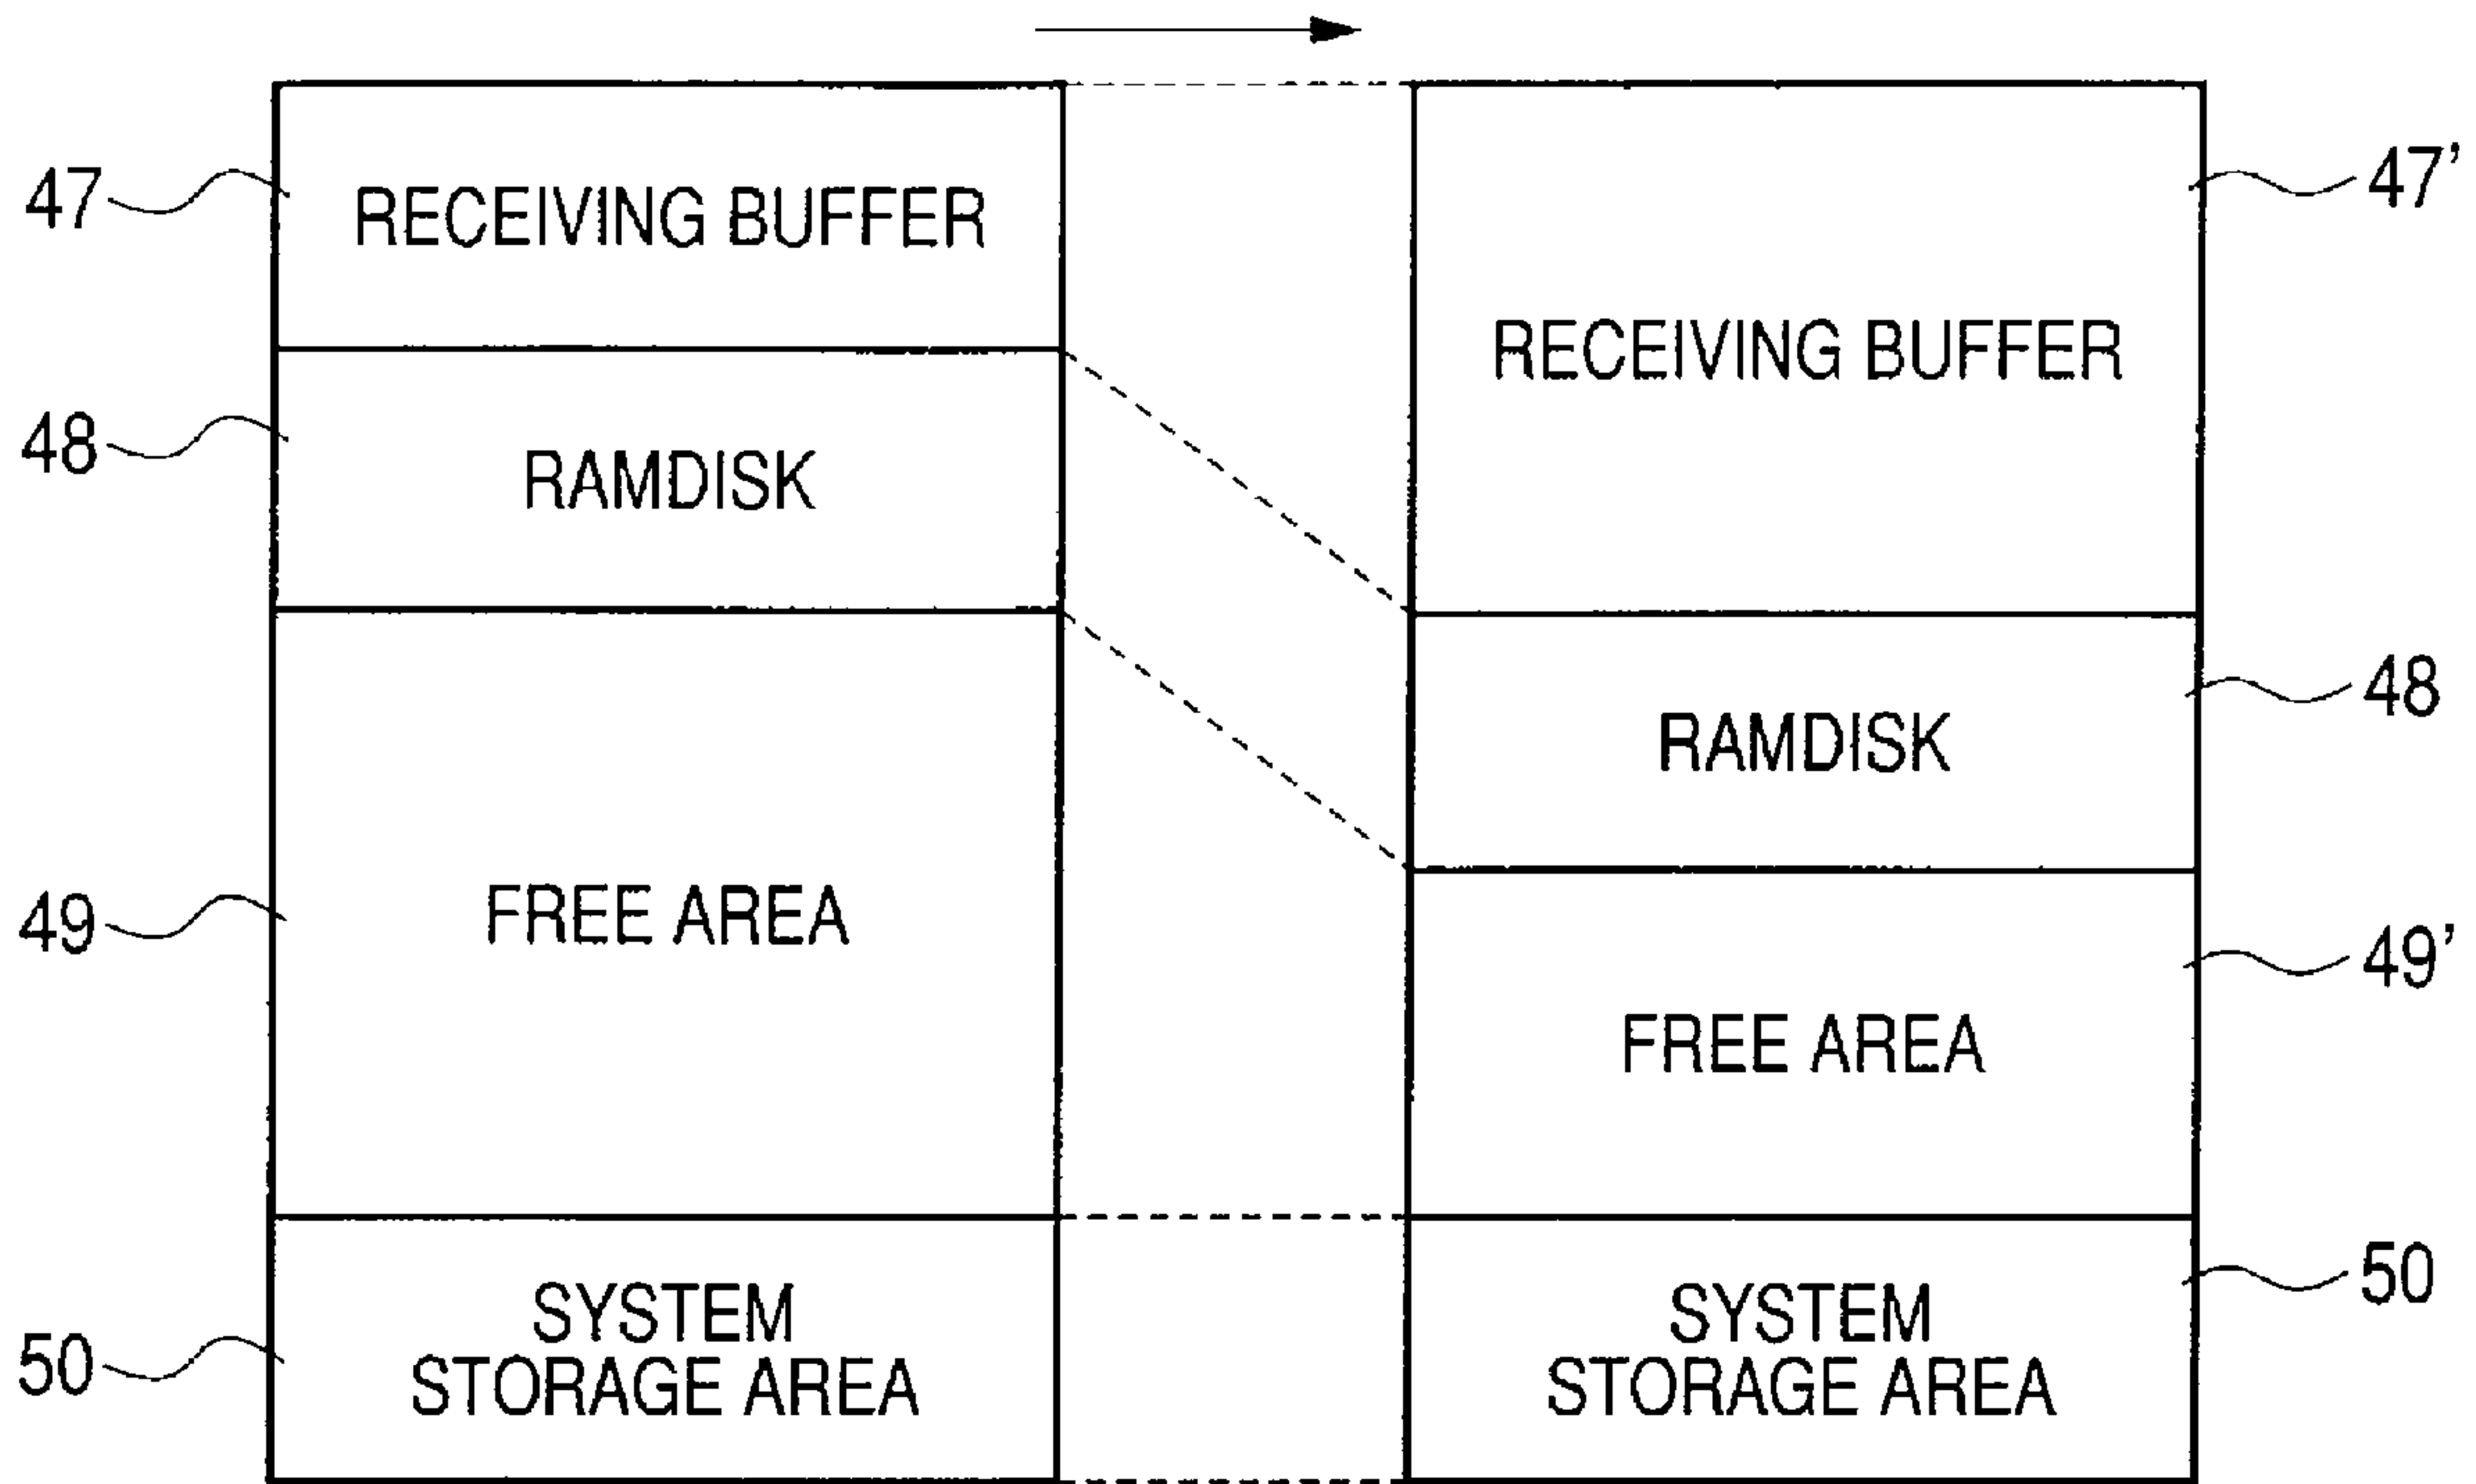 47
RECEIVING BUFFER
48
RAMDISK
49
FREE AREA
50
SYSTEM
STORAGE AREA
47'
RECEIVING BUFFER
48
RAMDISK
49'
FREE AREA
50
SYSTEM
STORAGE AREA